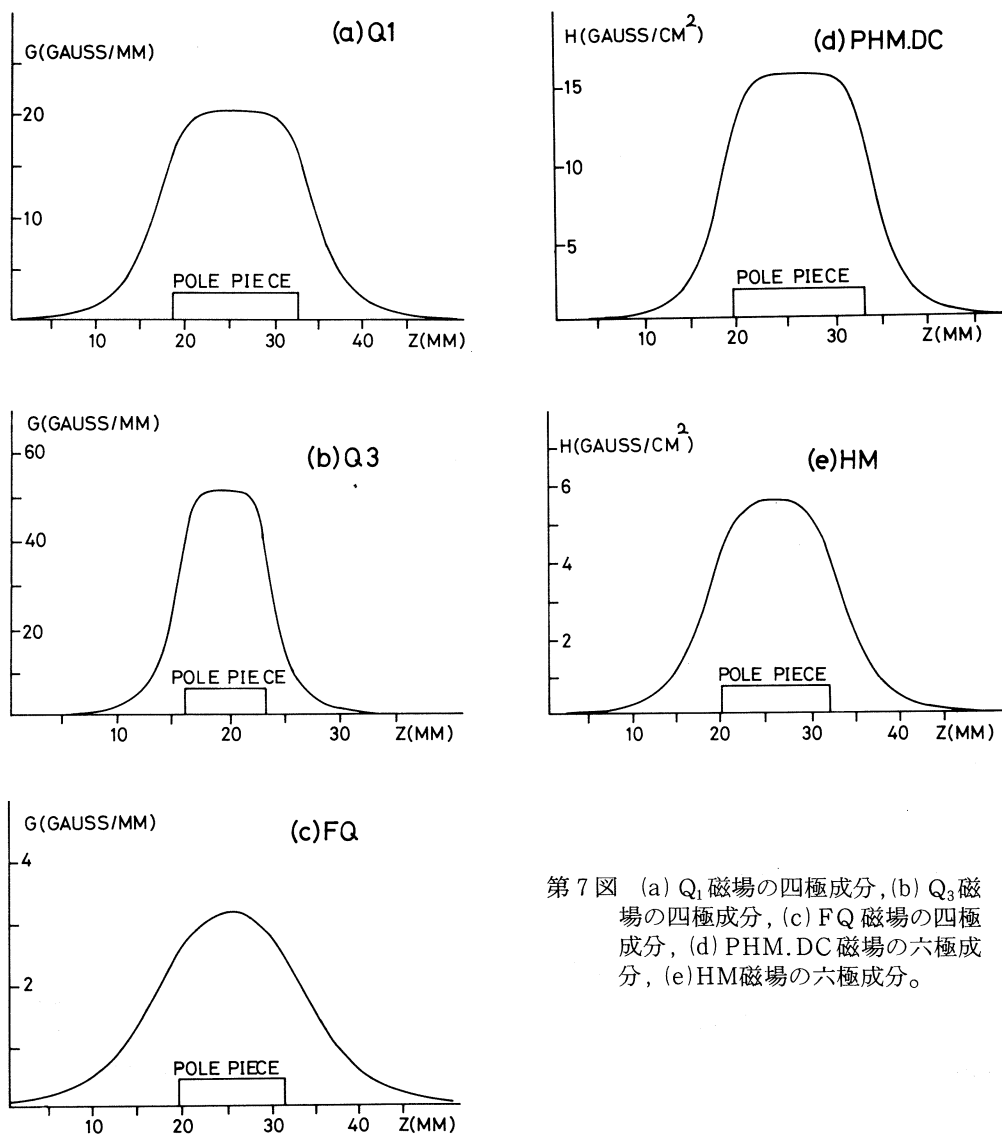 (a) Q1
G(GAUSS/MM)
20
10
POLE PIECE
10 20 30 40 Z(MM)
(d) PHM.DC
H(GAUSS/CM²)
15
10
5
POLE PIECE
10 20 30 Z(MM)
G(GAUSS/MM)
(b) Q3
60
40
20
POLE PIECE
10 20 30 Z(MM)
H(GAUSS/CM²)
(e) HM
6
4
2
POLE PIECE
10 20 30 40 Z(MM)
G(GAUSS/MM)
(c) FQ
4
2
POLE PIECE
10 20 30 40 Z(MM)
第7図 (a) Q₁磁場の四極成分,(b) Q₃磁
場の四極成分, (c) FQ磁場の四極
成分, (d) PHM.DC磁場の六極成
分, (e)HM磁場の六極成分。